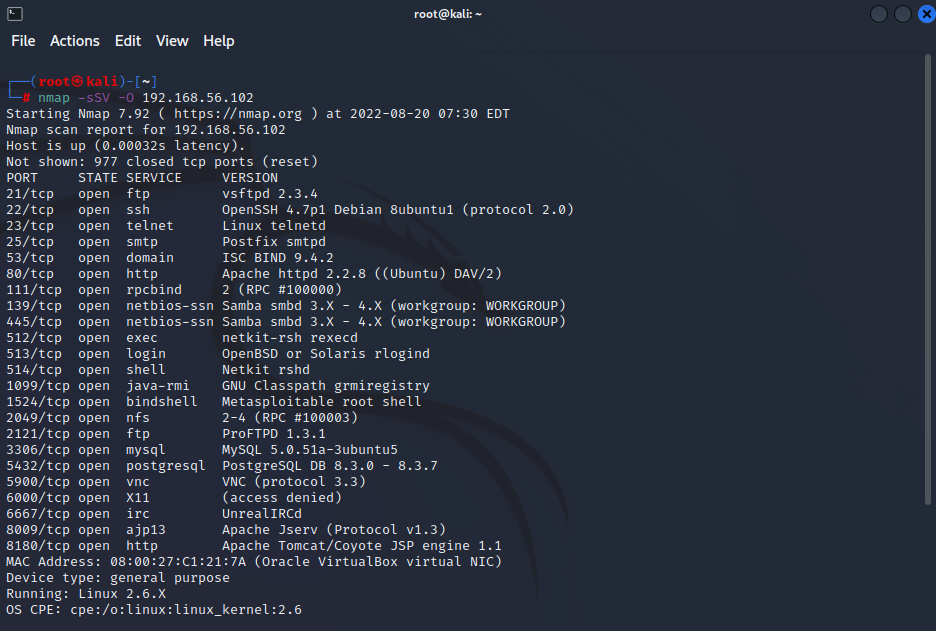 root@kali: ~
File Actions Edit View Help
┌──(root㉿kali)-[~]
└─# nmap -sSV -O 192.168.56.102
Starting Nmap 7.92 ( https://nmap.org ) at 2022-08-20 07:30 EDT
Nmap scan report for 192.168.56.102
Host is up (0.00032s latency).
Not shown: 977 closed tcp ports (reset)
PORT     STATE SERVICE     VERSION
21/tcp   open  ftp         vsftpd 2.3.4
22/tcp   open  ssh         OpenSSH 4.7p1 Debian 8ubuntu1 (protocol 2.0)
23/tcp   open  telnet      Linux telnetd
25/tcp   open  smtp        Postfix smtpd
53/tcp   open  domain      ISC BIND 9.4.2
80/tcp   open  http        Apache httpd 2.2.8 ((Ubuntu) DAV/2)
111/tcp  open  rpcbind     2 (RPC #100000)
139/tcp  open  netbios-ssn Samba smbd 3.X - 4.X (workgroup: WORKGROUP)
445/tcp  open  netbios-ssn Samba smbd 3.X - 4.X (workgroup: WORKGROUP)
512/tcp  open  exec        netkit-rsh rexecd
513/tcp  open  login       OpenBSD or Solaris rlogind
514/tcp  open  shell       Netkit rshd
1099/tcp open  java-rmi    GNU Classpath grmiregistry
1524/tcp open  bindshell   Metasploitable root shell
2049/tcp open  nfs         2-4 (RPC #100003)
2121/tcp open  ftp         ProFTPD 1.3.1
3306/tcp open  mysql       MySQL 5.0.51a-3ubuntu5
5432/tcp open  postgresql  PostgreSQL DB 8.3.0 - 8.3.7
5900/tcp open  vnc         VNC (protocol 3.3)
6000/tcp open  X11         (access denied)
6667/tcp open  irc         UnrealIRCd
8009/tcp open  ajp13       Apache Jserv (Protocol v1.3)
8180/tcp open  http        Apache Tomcat/Coyote JSP engine 1.1
MAC Address: 08:00:27:C1:21:7A (Oracle VirtualBox virtual NIC)
Device type: general purpose
Running: Linux 2.6.X
OS CPE: cpe:/o:linux:linux_kernel:2.6